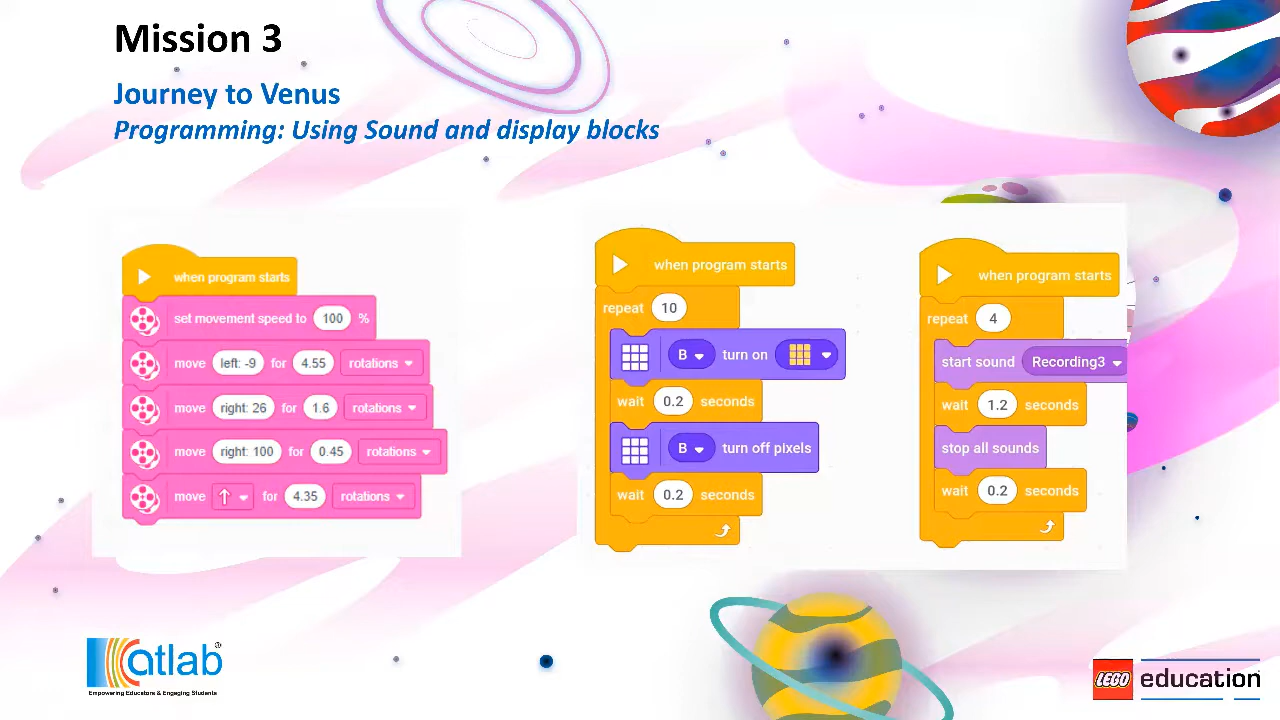 Mission 3
Journey to Venus
Programming: Using Sound and display blocks
when program starts
set movement speed to 100 %
move left: -9 for 4.55 rotations
move right: 26 for 1.6 rotations
move right: 100 for 0.45 rotations
move for 4.35 rotations
when program starts
repeat 10
B turn on
wait 0.2 seconds
B turn off pixels
wait 0.2 seconds
when program starts
repeat 4
start sound Recording3
wait 1.2 seconds
stop all sounds
wait 0.2 seconds
atlab®
Empowering Educators & Engaging Students
LEGO education